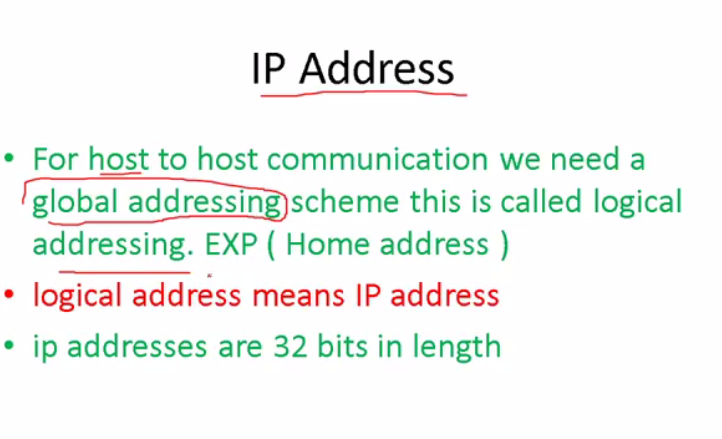 IP Address
• For host to host communication we need a
global addressing scheme this is called logical
addressing. EXP ( Home address )
• logical address means IP address
• ip addresses are 32 bits in length